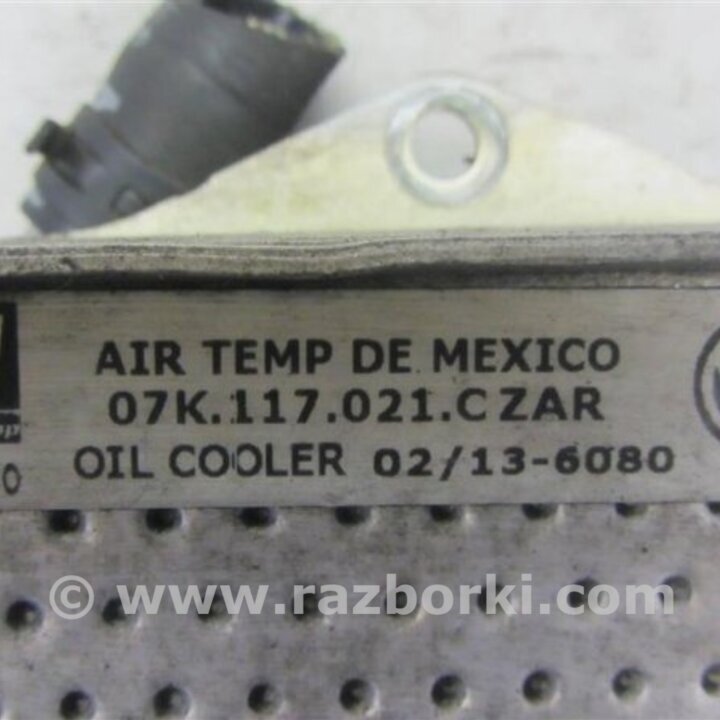 AIR TEMP DE MEXICO
07K.117.021.C ZAR
OIL COOLER 02/13-6080
© www.razborki.com